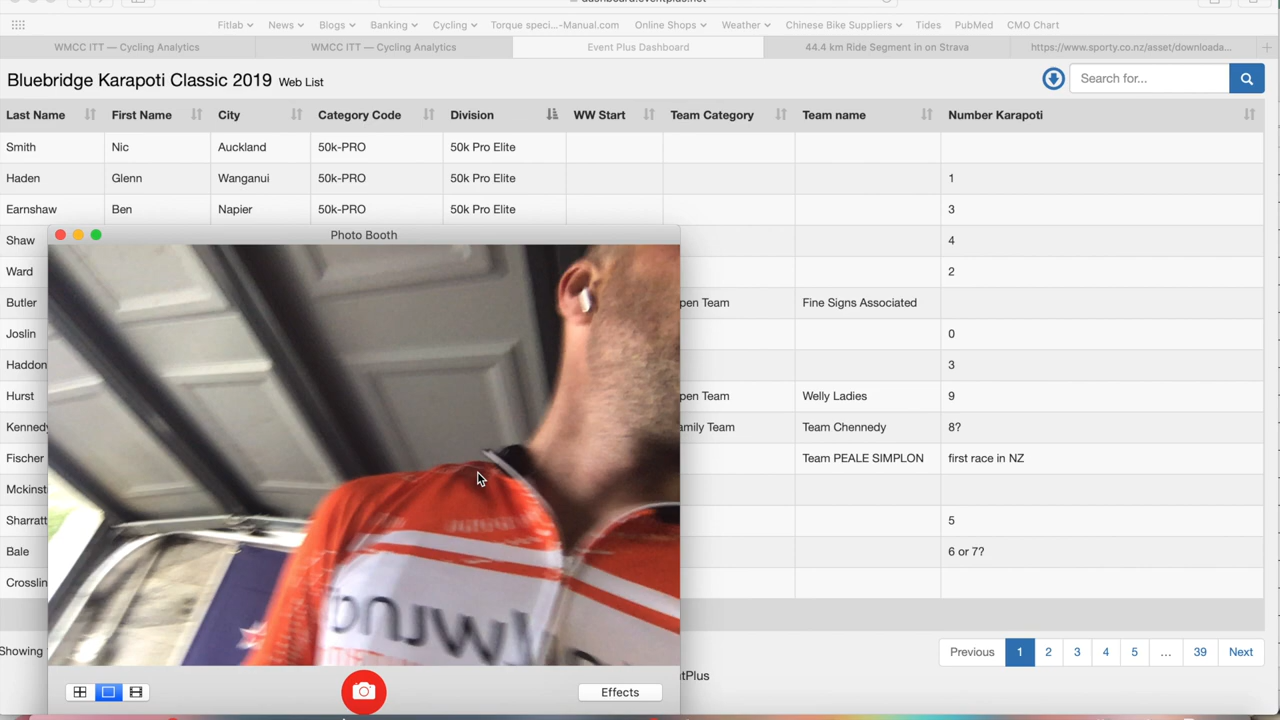 dashboard.eventplus.net
Fitlab News Blogs Banking Cycling Torque speci...-Manual.com Online Shops Weather Chinese Bike Suppliers Tides PubMed CMO Chart
WMCC ITT — Cycling Analytics WMCC ITT — Cycling Analytics Event Plus Dashboard 44.4 km Ride Segment in on Strava https://www.sporty.co.nz/asset/downloada...
Bluebridge Karapoti Classic 2019 Web List Search for...
Last Name First Name City Category Code Division WW Start Team Category Team name Number Karapoti
Smith Nic Auckland 50k-PRO 50k Pro Elite
Haden Glenn Wanganui 50k-PRO 50k Pro Elite 1
Earnshaw Ben Napier 50k-PRO 50k Pro Elite 3
Shaw 4
Ward 2
Butler pen Team Fine Signs Associated
Joslin 0
Haddon 3
Hurst pen Team Welly Ladies 9
Kennedy amily Team Team Chennedy 8?
Fischer Team PEALE SIMPLON first race in NZ
Mckinst
Sharratt 5
Bale 6 or 7?
Crosslin
Showing Previous 1 2 3 4 5 ... 39 Next
ntPlus
Photo Booth
Effects